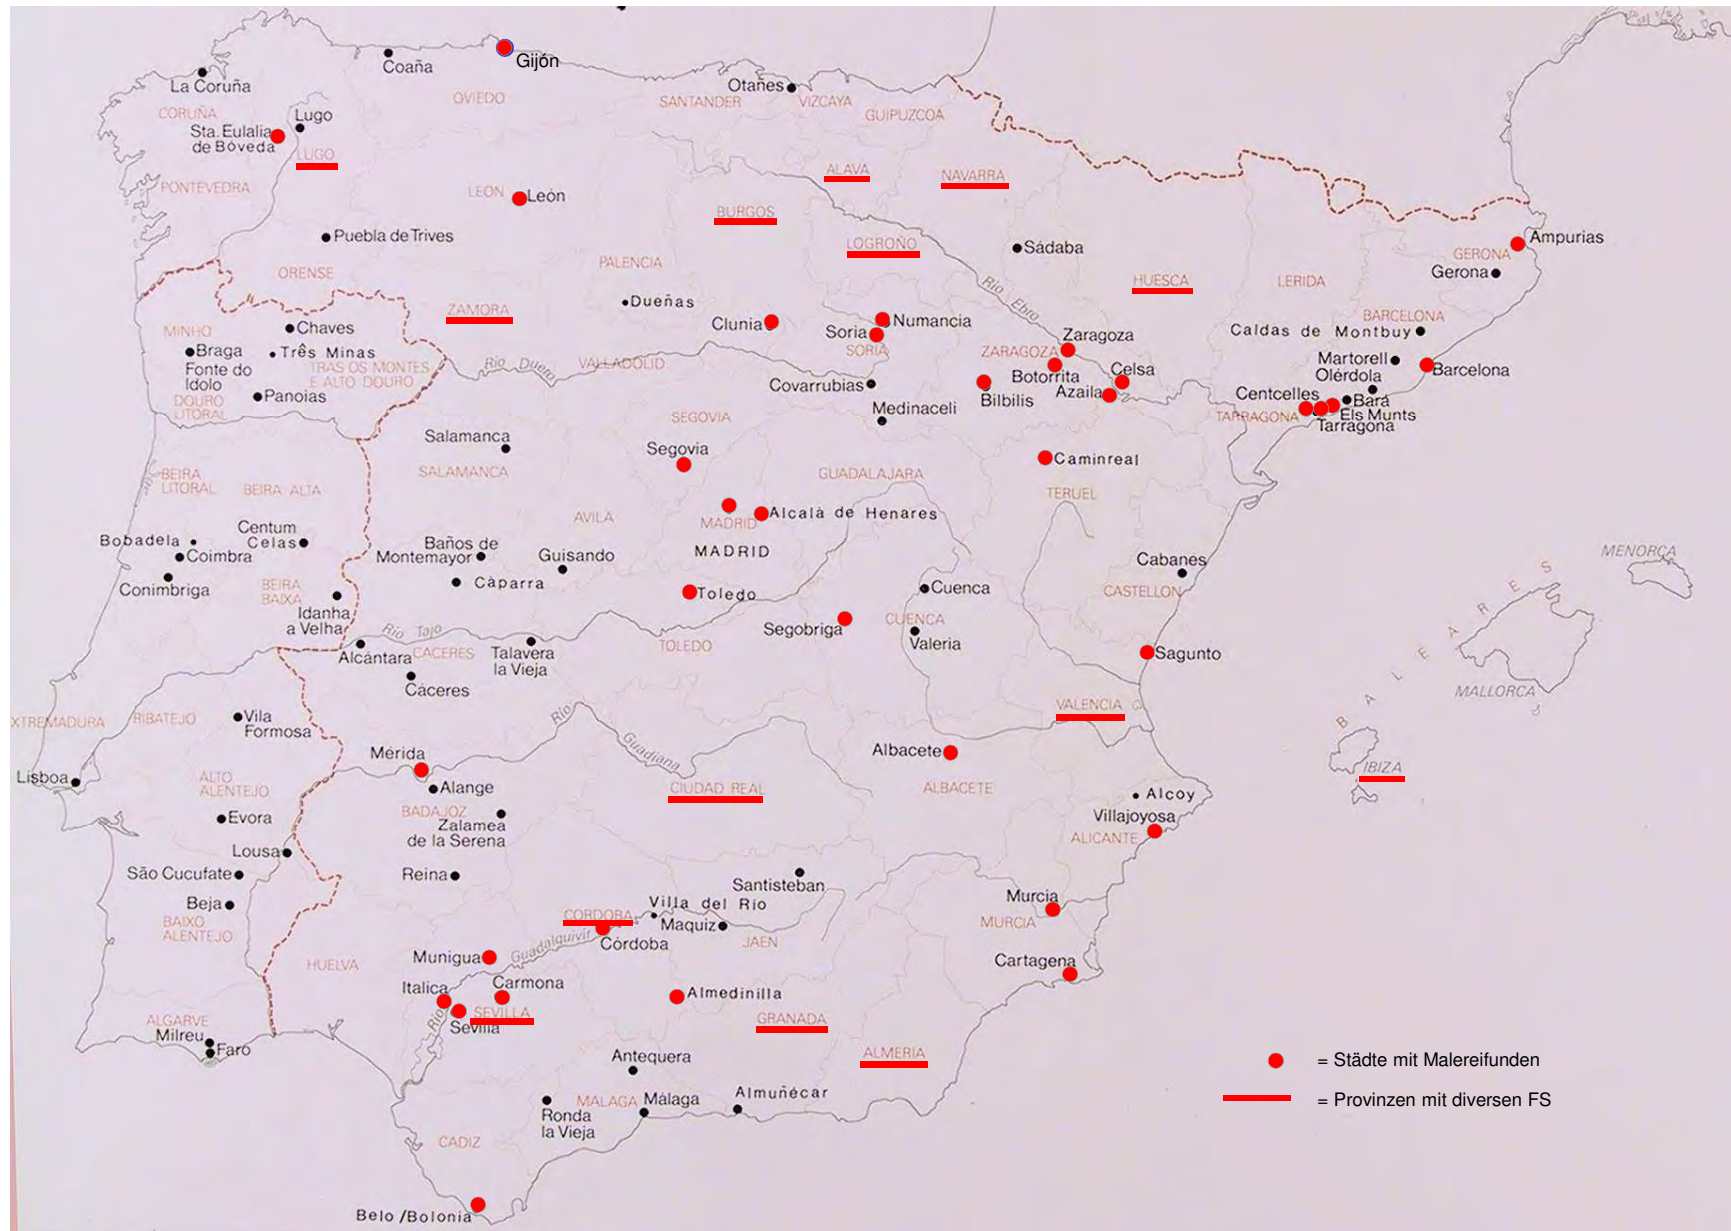 Gijón
Coaña
La Coruña
CORUÑA
OVIEDO
Otañes
SANTANDER
VIZCAYA
GUIPUZCOA
Lugo
Sta. Eulalia
de Bóveda
LUGO
PONTEVEDRA
LEON
León
ALAVA
NAVARRA
BURGOS
LOGROÑO
Puebla de Trives
ORENSE
PALENCIA
Sádaba
HUESCA
LERIDA
Ampurias
GERONA
Gerona
Rio Ebro
ZAMORA
Dueñas
Clunia
Soria
Numancia
SORIA
BARCELONA
Caldas de Montbuy
MINHO
Chaves
Braga
Três Minas
Fonte do
Idolo
TRAS OS MONTES
E ALTO DOURO
DOURO
LITORAL
Panoias
Rio Duero
VALLADOLID
Zaragoza
ZARAGOZA
Botorrita
Celsa
Azaila
Bilbilis
Martorell
Olérdola
Barcelona
Centcelles
Bará
Els Munts
TARRAGONA
Tarragona
Covarrubias
Medinaceli
SEGOVIA
Salamanca
SALAMANCA
Segovia
Caminreal
GUADALAJARA
TERUEL
BEIRA
LITORAL
BEIRA ALTA
AVILA
MADRID
Alcalà de Henares
MADRID
Centum
Celas
Bobadela
Coimbra
Conimbriga
Baños de
Montemayor
Càparra
Guisando
BEIRA
BAIXA
Idanha
a Velha
Toledo
Cuenca
Cabanes
CASTELLON
MENORCA
BALEARES
Segobriga
CUENCA
Valeria
Rio Tajo
Alcántara
CACERES
Talavera
la Vieja
TOLEDO
Cáceres
Sagunto
MALLORCA
XTREMADURA
RIBATEJO
Vila
Formosa
Rio
Guadiana
VALENCIA
IBIZA
Lisboa
Mérida
Alange
Albacete
ALBACETE
CIUDAD REAL
ALTO
ALENTEJO
BADAJOZ
Zalamea
de la Serena
Alcoy
Villajoyosa
ALICANTE
Evora
Lousa
São Cucufate
Reina
Santisteban
Beja
BAIXO
ALENTEJO
CORDOBA
Villa del Rio
Maquiz
JAEN
Murcia
MURCIA
Córdoba
Guadalquivir
HUELVA
Munigua
Cartagena
Italica
Carmona
Almedinilla
Rio
SEVILLA
Sevilla
GRANADA
ALGARVE
Milreu
Faro
ALMERIA
Antequera
Almuñécar
MALAGA
Málaga
Ronda
la Vieja
CADIZ
Belo/Bolonia
= Städte mit Malereifunden
= Provinzen mit diversen FS